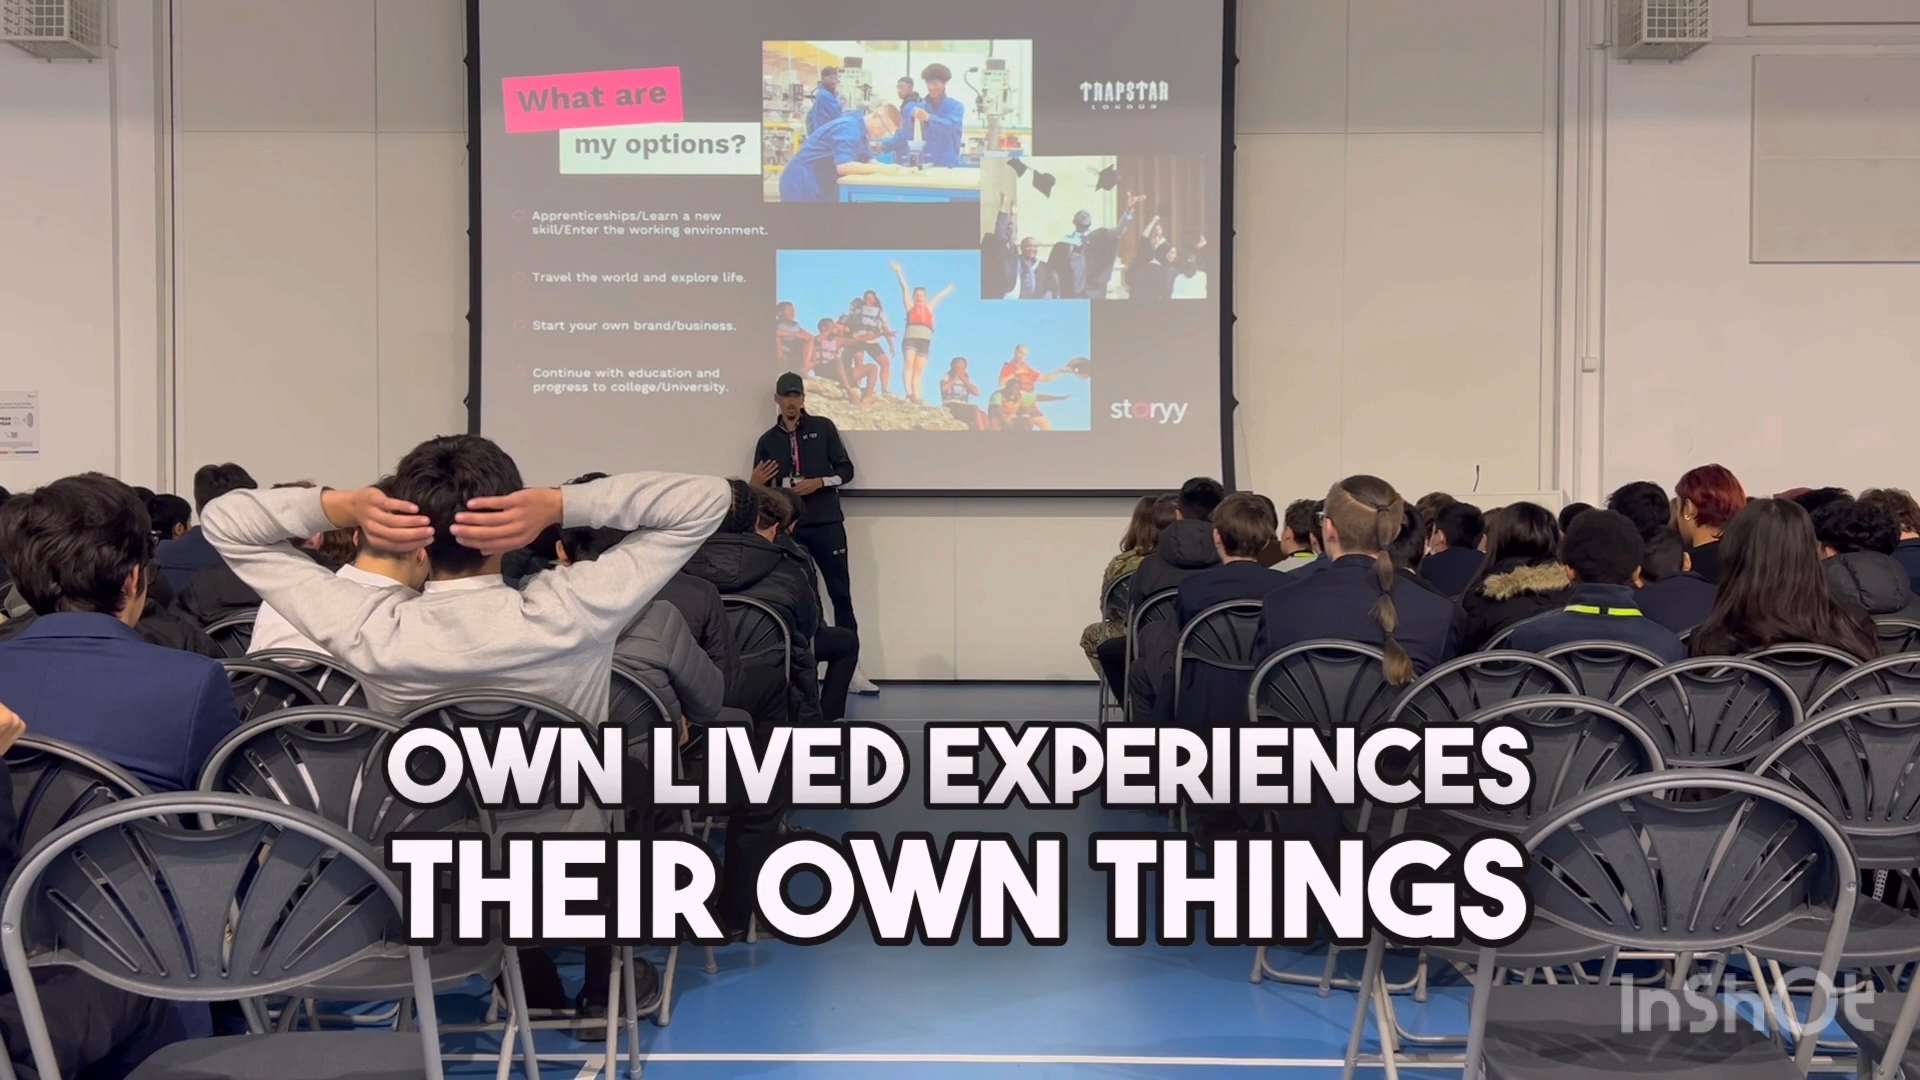 What are
my options?
TRAPSTAR
LONDON
Apprenticeships/Learn a new
skill/Enter the working environment.
Travel the world and explore life.
Start your own brand/business.
Continue with education and
progress to college/University.
storyy
OWN LIVED EXPERIENCES
THEIR OWN THINGS
InShOt